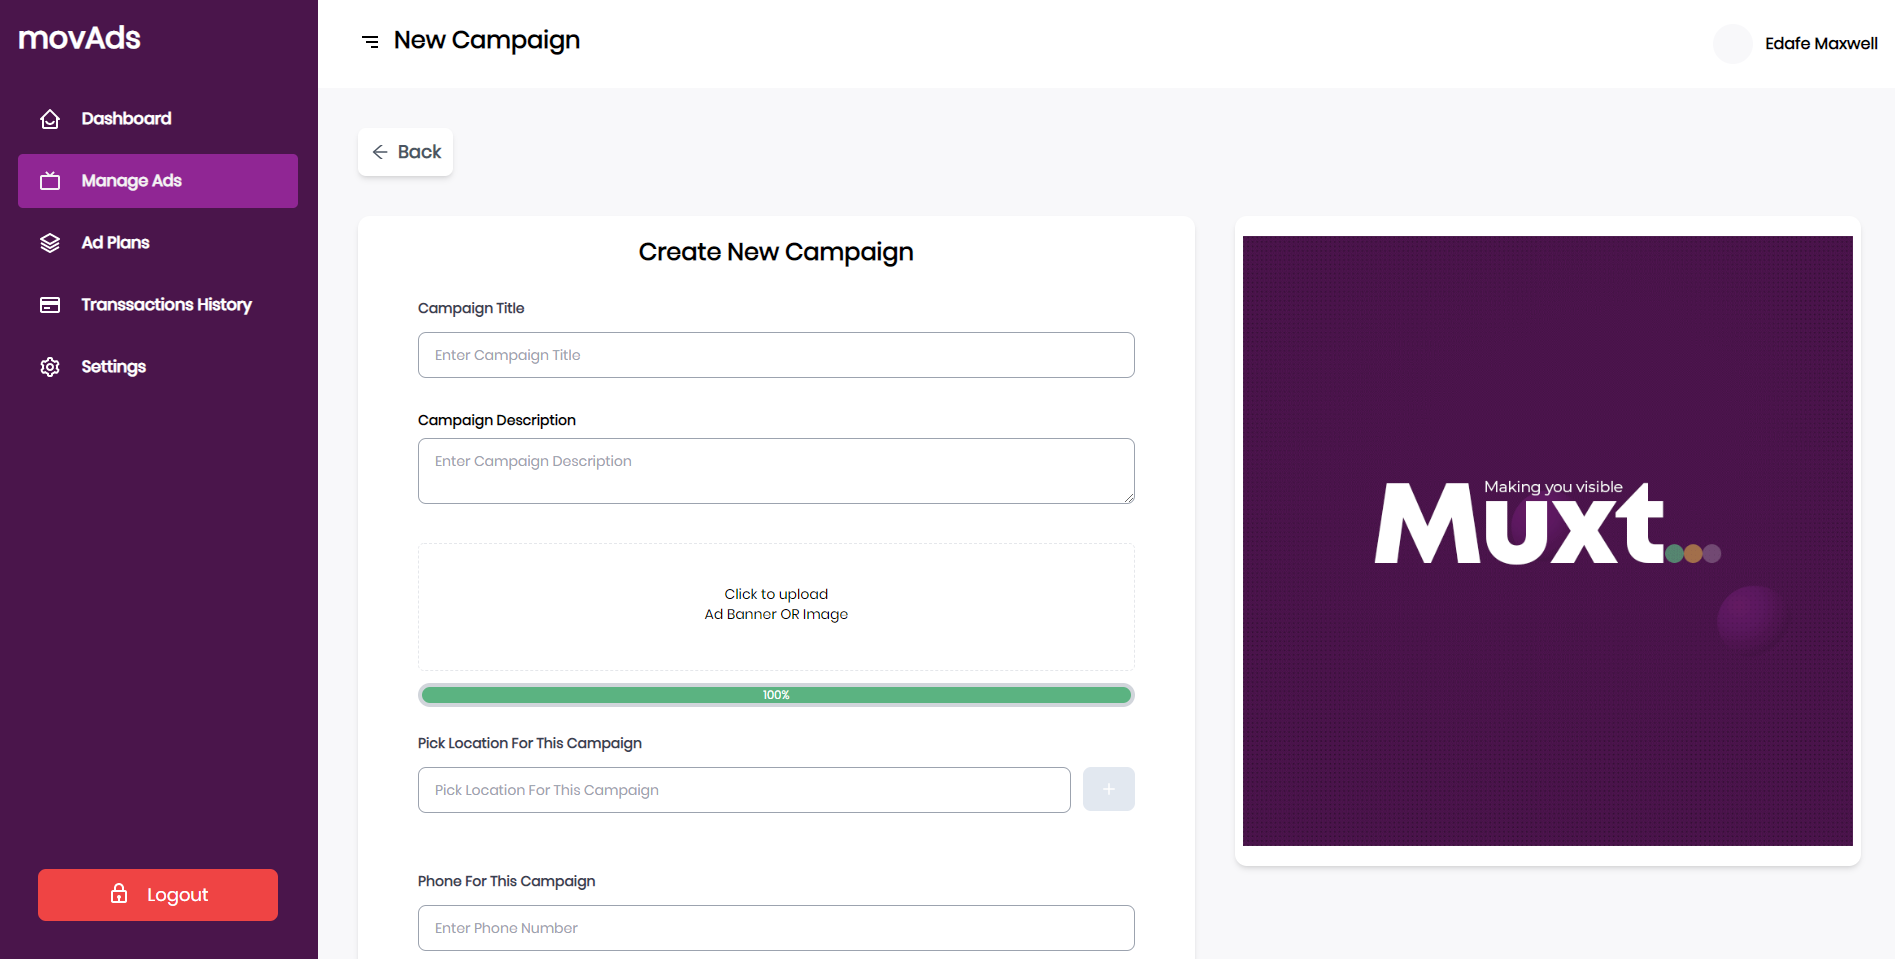 movAds
Dashboard
Manage Ads
Ad Plans
Transsactions History
Settings
Logout
New Campaign
Edafe Maxwell
Back
Create New Campaign
Campaign Title
Enter Campaign Title
Campaign Description
Enter Campaign Description
Click to upload
Ad Banner OR Image
100%
Pick Location For This Campaign
Pick Location For This Campaign
+
Phone For This Campaign
Enter Phone Number
Making you visible
Muxt